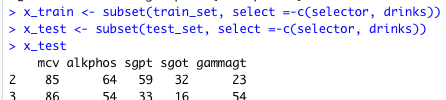 > x_train <- subset(train_set, select =-c(selector, drinks))
> x_test <- subset(test_set, select =-c(selector, drinks))
> x_test
mcv alkphos sgpt sgot gammagt
2 85 64 59 32 23
3 86 54 33 16 54